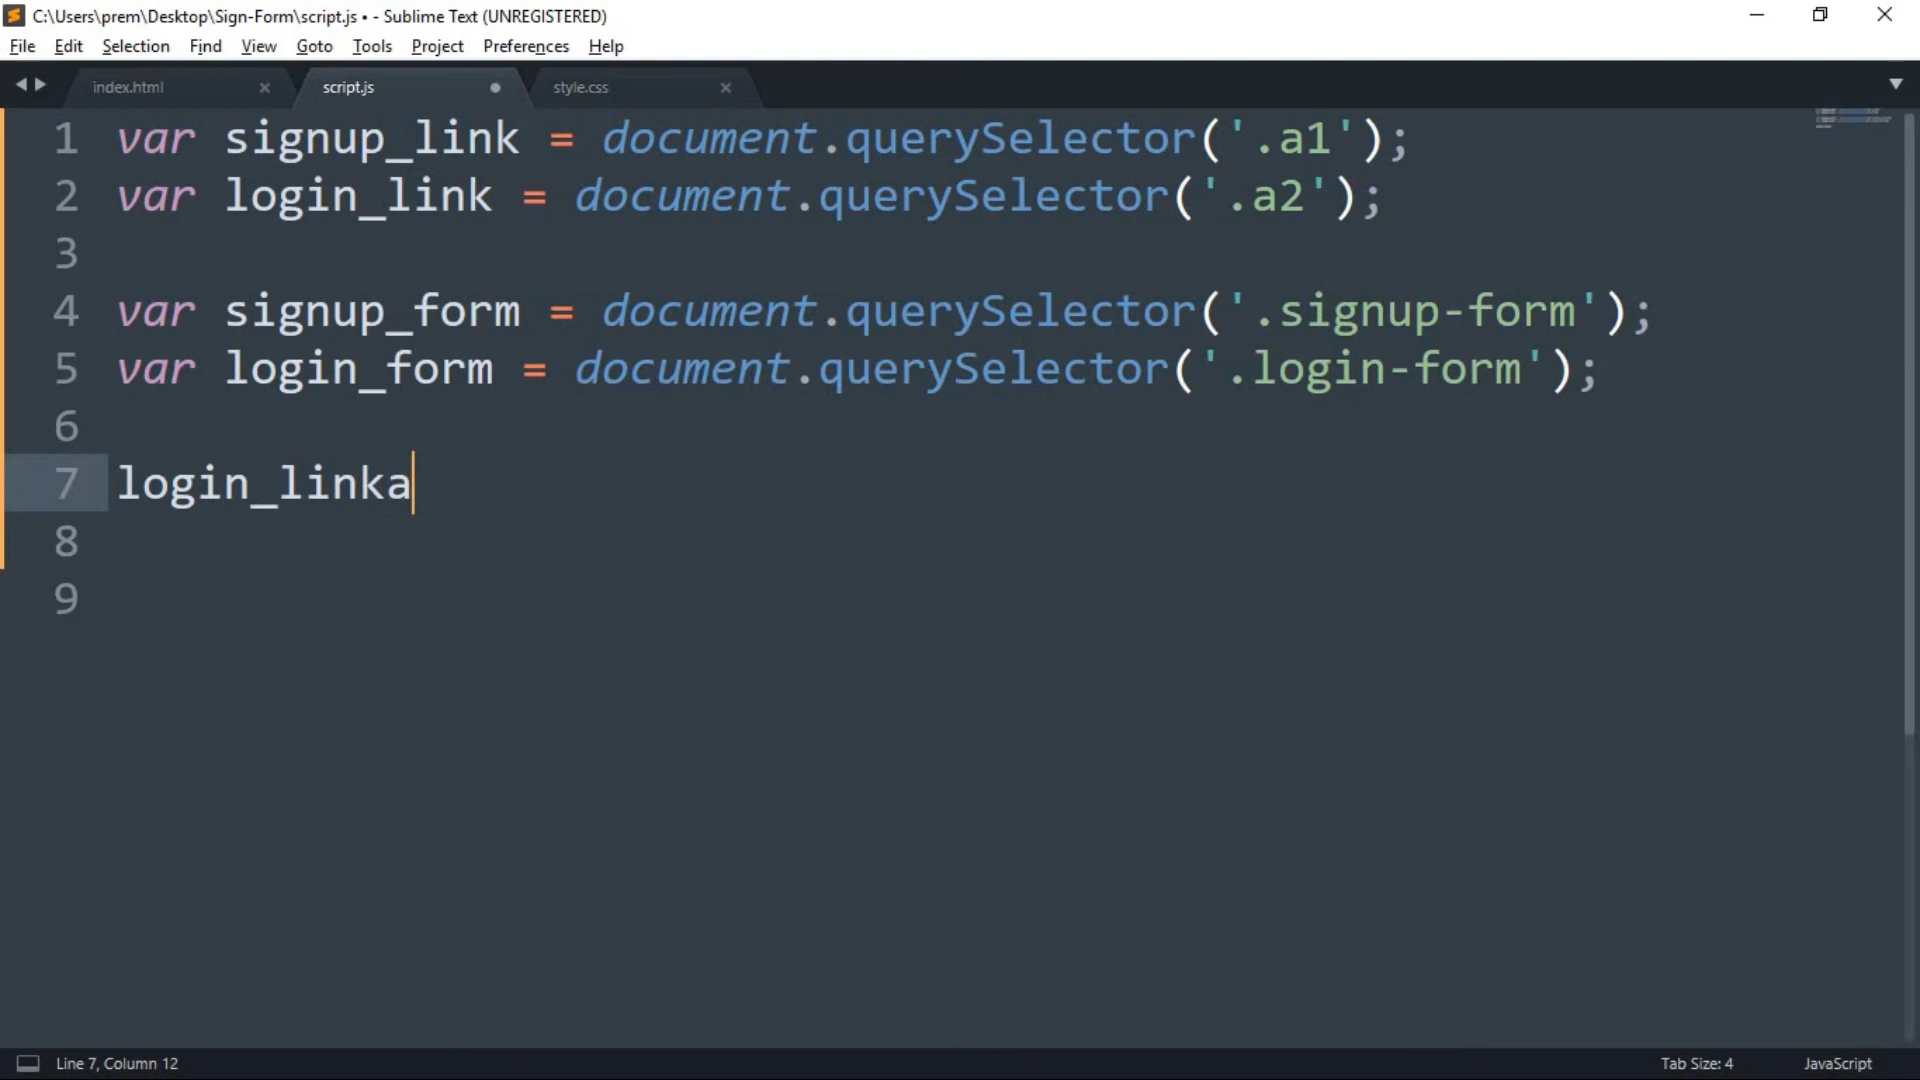 C:\Users\prem\Desktop\Sign-Form\script.js • - Sublime Text (UNREGISTERED)
File Edit Selection Find View Goto Tools Project Preferences Help
index.html script.js style.css
1 var signup_link = document.querySelector('.a1');
2 var login_link = document.querySelector('.a2');
3
4 var signup_form = document.querySelector('.signup-form');
5 var login_form = document.querySelector('.login-form');
6
7 login_linka
8
9
Line 7, Column 12 Tab Size: 4 JavaScript